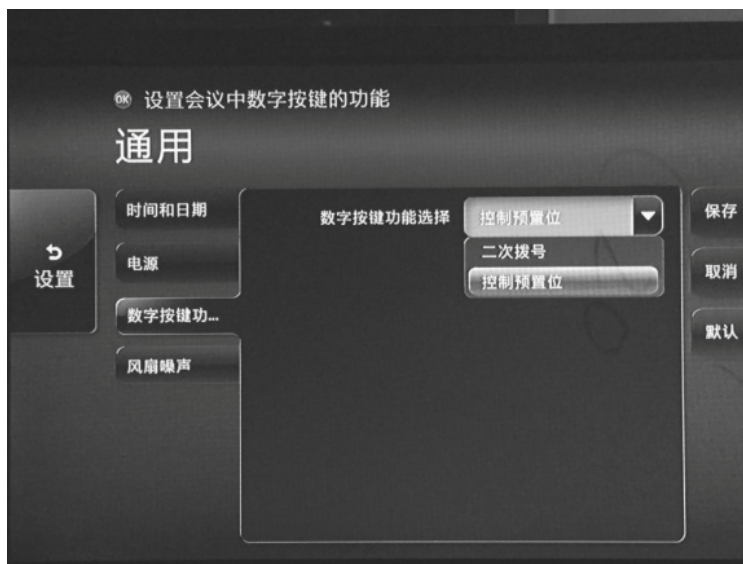 OK 设置会议中数字按键的功能
通用
设置
时间和日期
电源
数字按键功...
风扇噪声
数字按键功能选择
控制预置位
二次拨号
控制预置位
保存
取消
默认